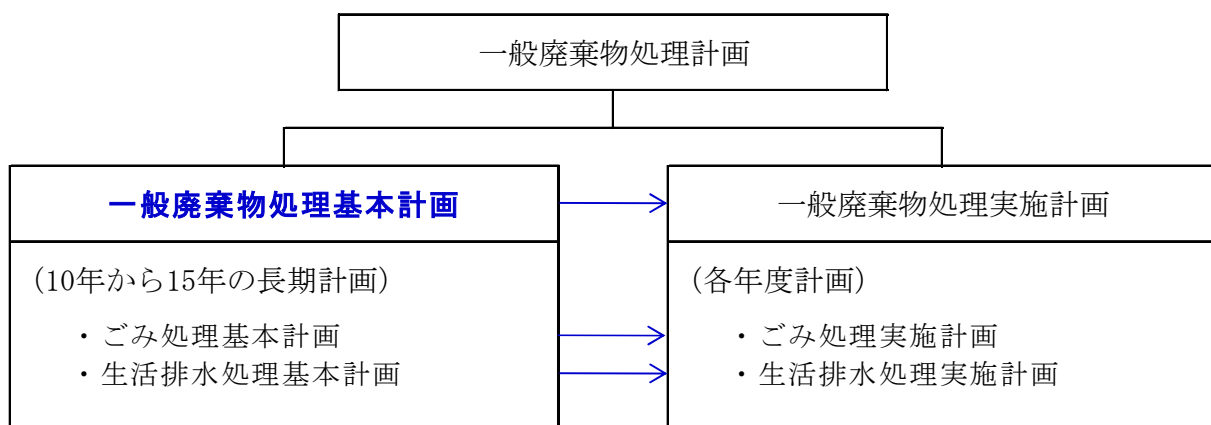 一般廃棄物処理計画
一般廃棄物処理基本計画
(10年から15年の長期計画)
・ごみ処理基本計画
・生活排水処理基本計画
一般廃棄物処理実施計画
(各年度計画)
・ごみ処理実施計画
・生活排水処理実施計画